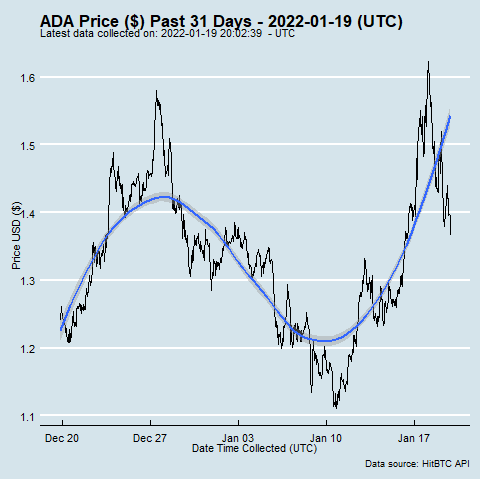 ADA Price ($) Past 31 Days - 2022-01-19 (UTC)
Latest data collected on: 2022-01-19 20:02:39 - UTC
Price USD ($)
1.6
1.5
1.4
1.3
1.2
1.1
Dec 20 Dec 27 Jan 03 Jan 10 Jan 17
Date Time Collected (UTC)
Data source: HitBTC API